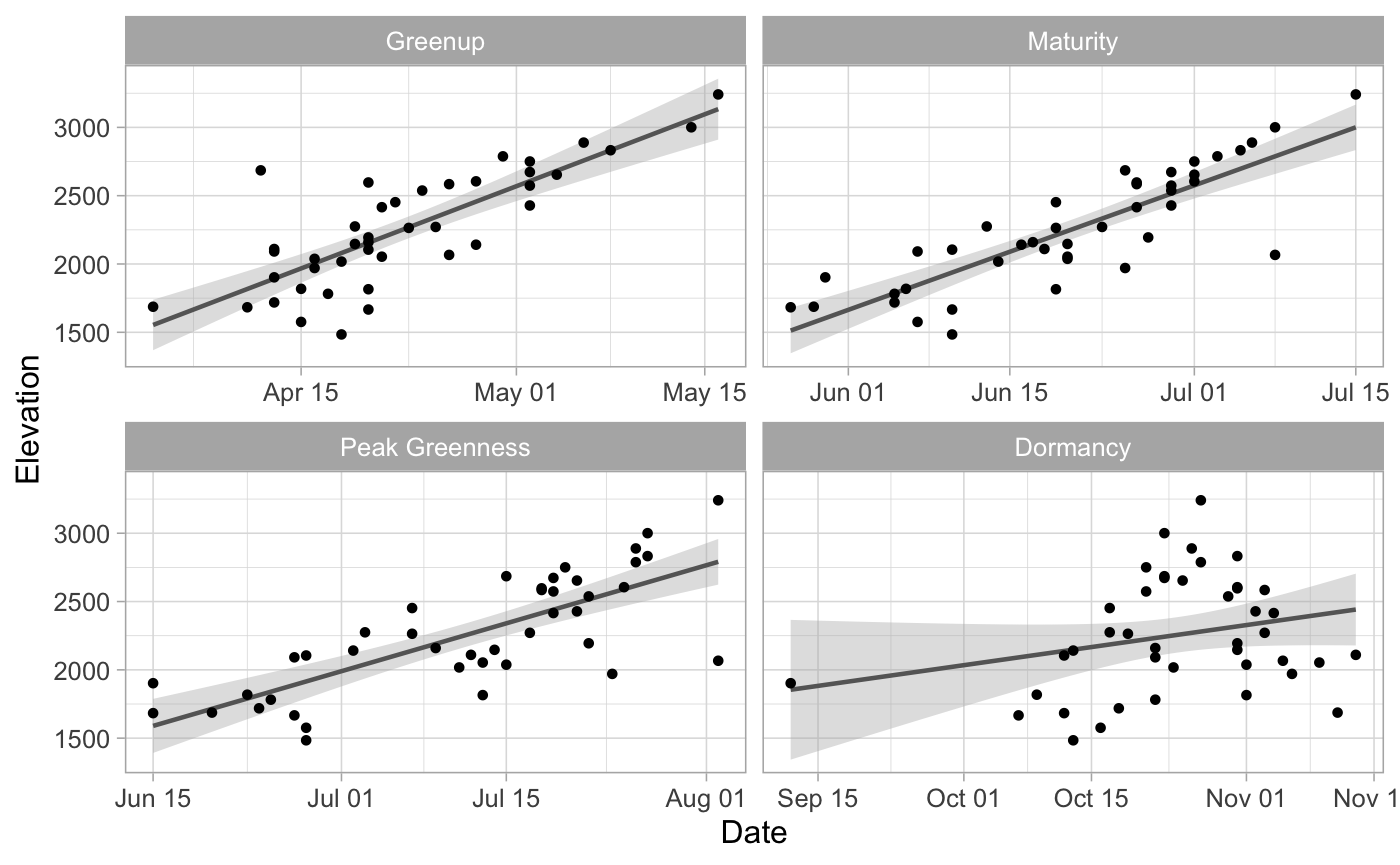 Greenup
Maturity
3000
2500
2000
1500
Apr 15
May 01
May 15
Jun 01
Jun 15
Jul 01
Jul 15
Elevation
Peak Greenness
Dormancy
3000
2500
2000
1500
Jun 15
Jul 01
Jul 15
Aug 01
Sep 15
Oct 01
Oct 15
Nov 01
Nov 1
Date